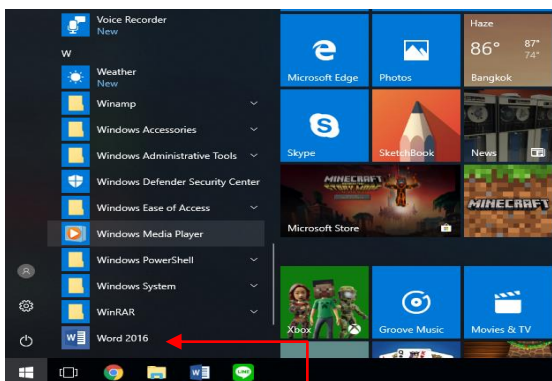 Voice Recorder
New
W
Weather
New
Winamp
Windows Accessories
Windows Administrative Tools
Windows Defender Security Center
Windows Ease of Access
Windows Media Player
Windows PowerShell
Windows System
WinRAR
Word 2016
Microsoft Edge
Photos
Haze
86°
87°
74°
Bangkok
Skype
SketchBook
News
MINECRAFT
Microsoft Store
MINECRAFT
Xbox
Groove Music
Movies & TV
LINE